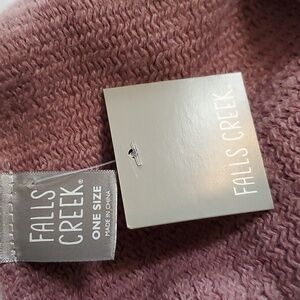 FALLS
CREEK®
ONE SIZE
MADE IN CHINA
FALLS CREEK.